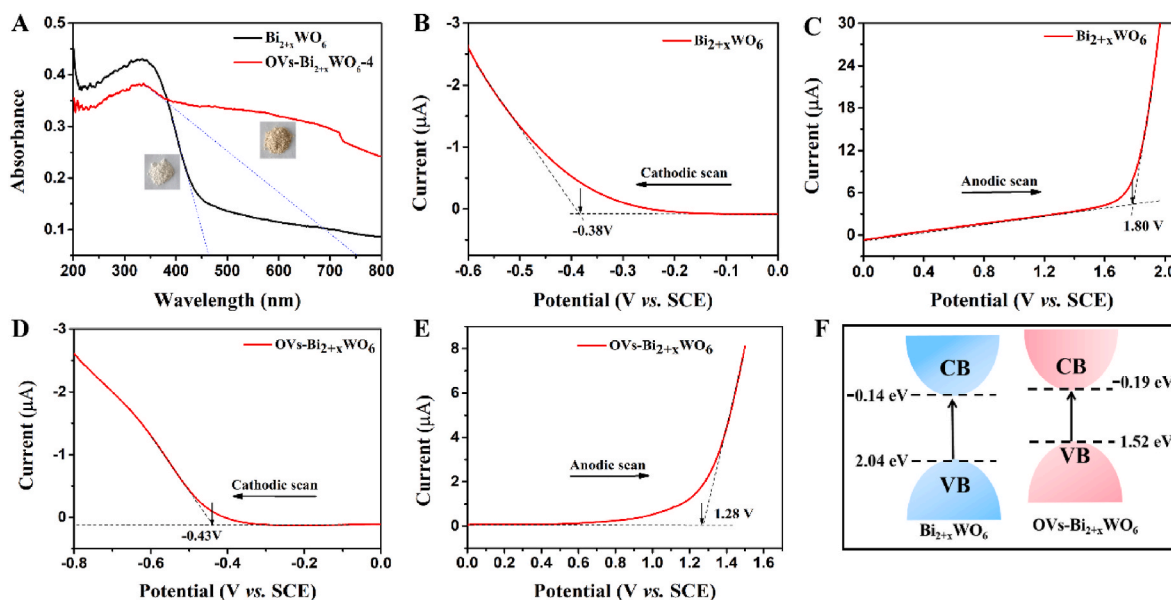 A
Bi2+xWO6
OVs-Bi2+xWO6-4
Absorbance
0.5
0.4
0.3
0.2
0.1
200 300 400 500 600 700 800
Wavelength (nm)
B
Bi2+xWO6
Current (μA)
-3
-2
-1
0
Cathodic scan
-0.38V
-0.6 -0.5 -0.4 -0.3 -0.2 -0.1 0.0
Potential (V vs. SCE)
C
Bi2+xWO6
Current (μA)
30
24
18
12
6
0
Anodic scan
1.80 V
0.0 0.4 0.8 1.2 1.6 2.0
Potential (V vs. SCE)
D
OVs-Bi2+xWO6
Current (μA)
-3
-2
-1
0
Cathodic scan
-0.43V
-0.8 -0.6 -0.4 -0.2 0.0
Potential (V vs. SCE)
E
OVs-Bi2+xWO6
Current (μA)
8
6
4
2
0
Anodic scan
1.28 V
0.0 0.2 0.4 0.6 0.8 1.0 1.2 1.4 1.6
Potential (V vs. SCE)
F
CB
-0.14 eV
2.04 eV
VB
Bi2+xWO6
CB
-0.19 eV
1.52 eV
VB
OVs-Bi2+xWO6